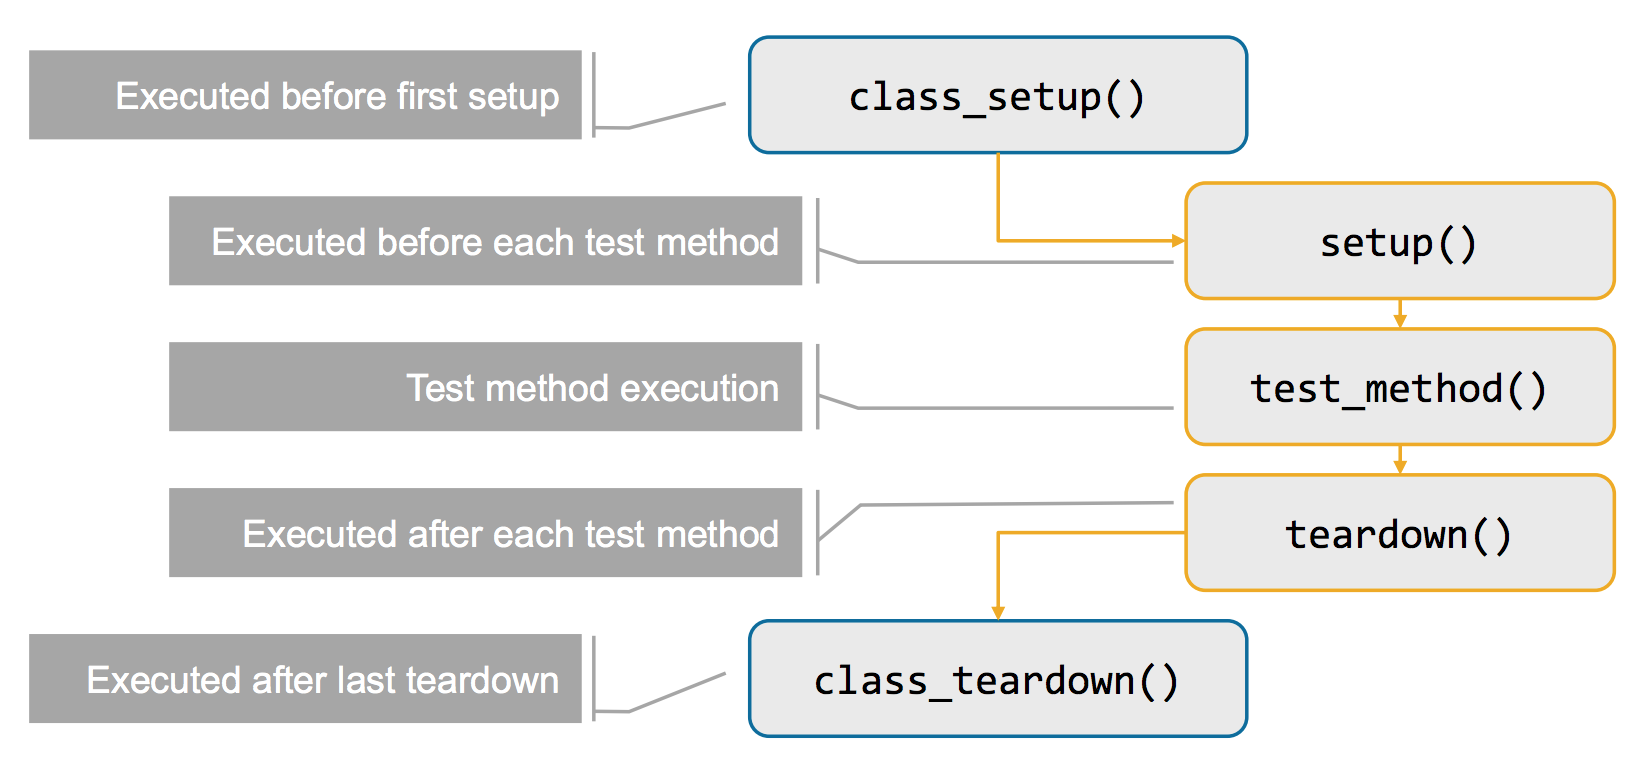 Executed before first setup
class_setup()
Executed before each test method
setup()
Test method execution
test_method()
Executed after each test method
teardown()
Executed after last teardown
class_teardown()